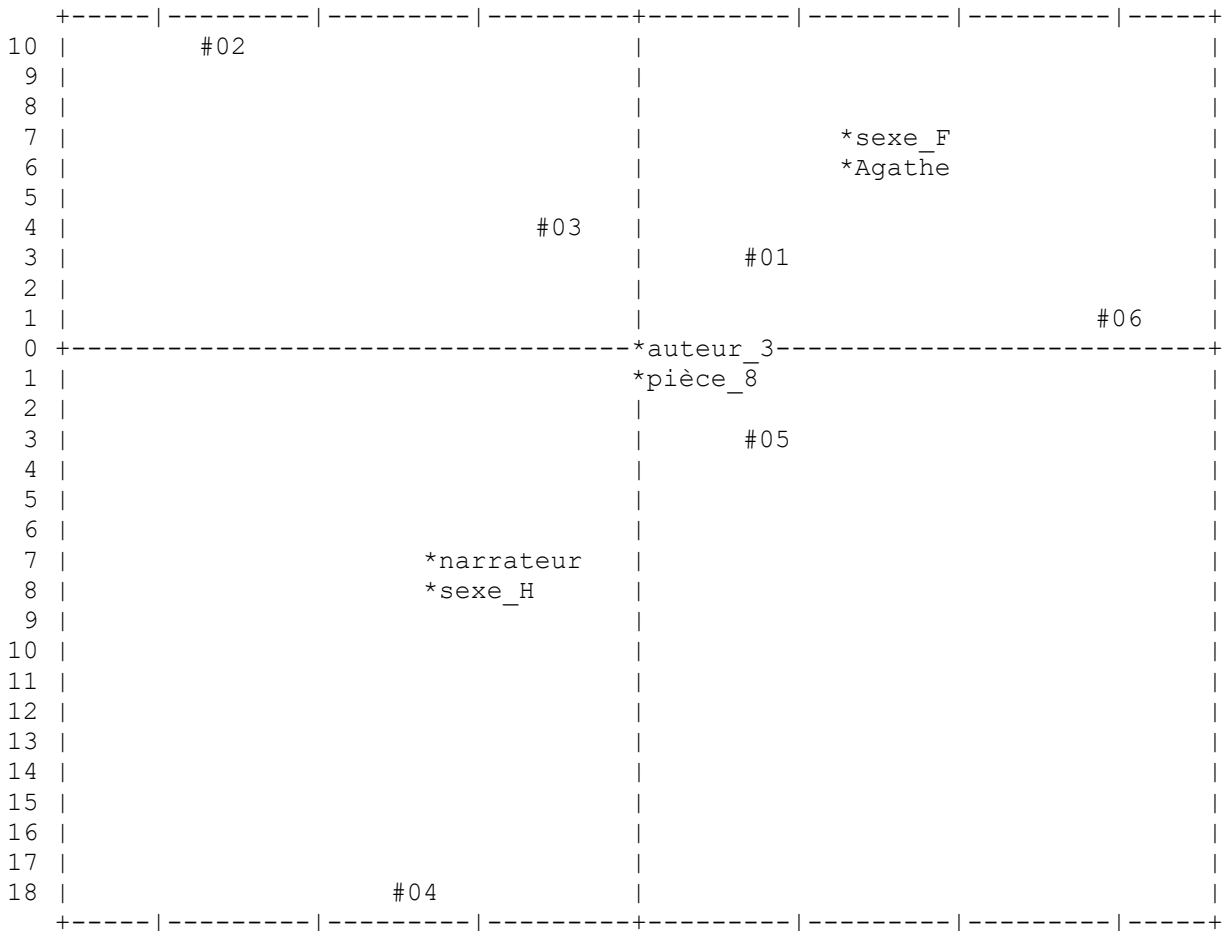 +-----|---------|---------|---------+---------|---------|---------|-----+
10 | #02 | |
9 | | |
8 | | |
7 | | *sexe_F |
6 | | *Agathe |
5 | | |
4 | #03 | |
3 | | #01 |
2 | | |
1 | | #06 |
0 +-----------------------------------*auteur_3---------------------------+
1 | *pièce_8 |
2 | | |
3 | | #05 |
4 | | |
5 | | |
6 | | |
7 | *narrateur | |
8 | *sexe_H | |
9 | | |
10 | | |
11 | | |
12 | | |
13 | | |
14 | | |
15 | | |
16 | | |
17 | | |
18 | #04 | |
+-----|---------|---------|---------+---------|---------|---------|-----+